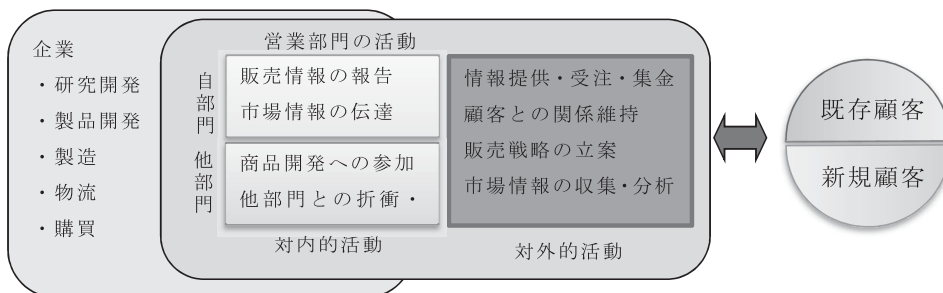 企業
・研究開発
・製品開発
・製造
・物流
・購買
営業部門の活動
自部門
販売情報の報告
市場情報の伝達
他部門
商品開発への参加
他部門との折衝・
対内的活動
情報提供・受注・集金
顧客との関係維持
販売戦略の立案
市場情報の収集・分析
対外的活動
既存顧客
新規顧客